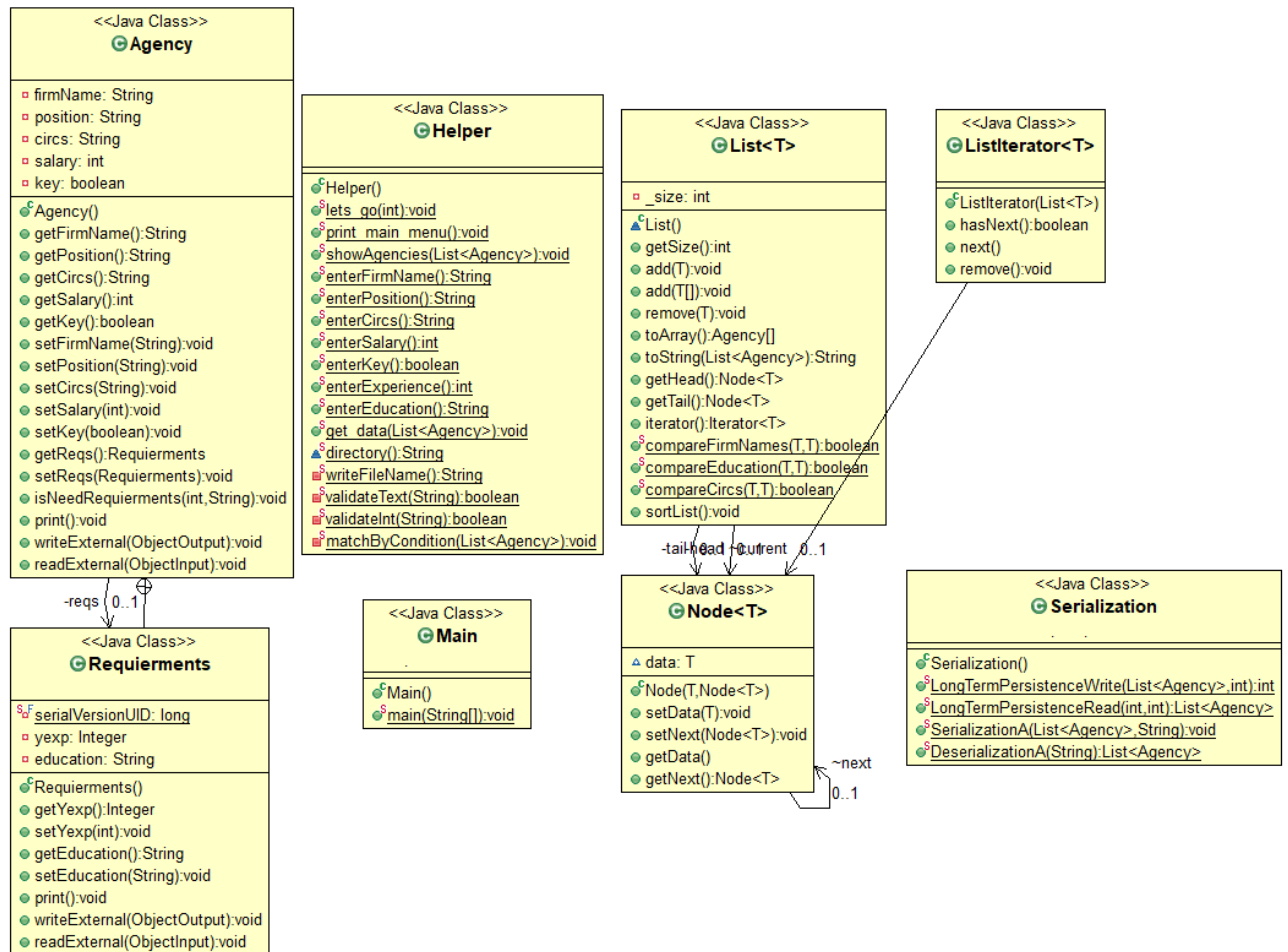 <<Java Class>>
Agency
firmName: String
position: String
circs: String
salary: int
key: boolean
Agency()
getFirmName():String
getPosition():String
getCircs():String
getSalary():int
getKey():boolean
setFirmName(String):void
setPosition(String):void
setCircs(String):void
setSalary(int):void
setKey(boolean):void
getReqs():Requierments
setReqs(Requierments):void
isNeedRequierments(int,String):void
print():void
writeExternal(ObjectOutput):void
readExternal(ObjectInput):void
-reqs
0..1
<<Java Class>>
Requierments
serialVersionUID: long
yexp: Integer
education: String
Requierments()
getYexp():Integer
setYexp(int):void
getEducation():String
setEducation(String):void
print():void
writeExternal(ObjectOutput):void
readExternal(ObjectInput):void
<<Java Class>>
Helper
Helper()
lets_go(int):void
print_main_menu():void
showAgencies(List<Agency>):void
enterFirmName():String
enterPosition():String
enterCircs():String
enterSalary():int
enterKey():boolean
enterExperience():int
enterEducation():String
get_data(List<Agency>):void
directory():String
writeFileName():String
validateText(String):boolean
validateInt(String):boolean
matchByCondition(List<Agency>):void
<<Java Class>>
Main
Main()
main(String[]):void
<<Java Class>>
List<T>
_size: int
List()
getSize():int
add(T):void
add(T[]):void
remove(T):void
toArray():Agency[]
toString(List<Agency>):String
getHead():Node<T>
getTail():Node<T>
iterator():Iterator<T>
compareFirmNames(T,T):boolean
compareEducation(T,T):boolean
compareCircs(T,T):boolean
sortList():void
-tail
-head
0..1
0..1
~current
0..1
<<Java Class>>
Node<T>
data: T
Node(T,Node<T>)
setData(T):void
setNext(Node<T>):void
getData()
getNext():Node<T>
~next
0..1
<<Java Class>>
ListIterator<T>
ListIterator(List<T>)
hasNext():boolean
next()
remove():void
<<Java Class>>
Serialization
Serialization()
LongTermPersistenceWrite(List<Agency>,int):int
LongTermPersistenceRead(int,int):List<Agency>
SerializationA(List<Agency>,String):void
DeserializationA(String):List<Agency>